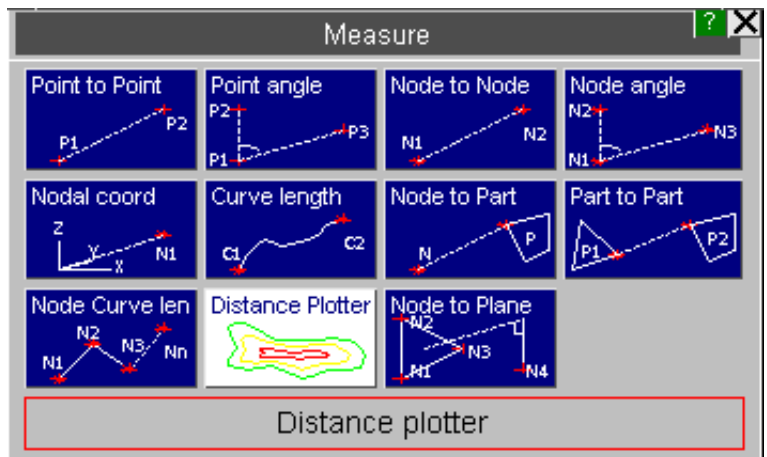 Measure
?
Point to Point
P1
P2
Point angle
P2
P1
P3
Node to Node
N1
N2
Node angle
N2
N1
N3
Nodal coord
Z
Y
X
N1
Curve length
C1
C2
Node to Part
N
P
Part to Part
P1
P2
Node Curve len
N1
N2
N3
Nn
Distance Plotter
Node to Plane
N2
N1
N3
N4
Distance plotter